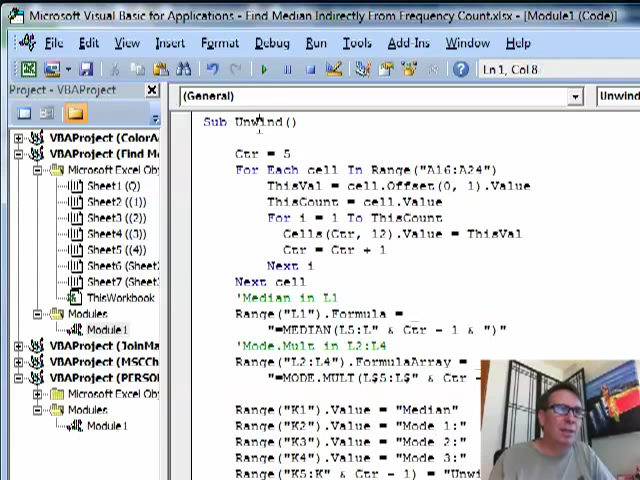 Microsoft Visual Basic for Applications - Find Median Indirectly From Frequency Count.xlsx - [Module1 (Code)]
File Edit View Insert Format Debug Run Tools Add-Ins Window Help
Ln 1, Col 8
Project - VBAProject
(General)
Unwind
VBAProject (ColorA
VBAProject (Find M
Microsoft Excel Obj
Sheet1 (Q)
Sheet2 ((1))
Sheet3 ((2))
Sheet4 ((3))
Sheet5 ((4))
Sheet6 (Sheet
Sheet7 (Sheet
ThisWorkbook
Modules
Module1
VBAProject (JoinMa
VBAProject (MSCCh
VBAProject (PERSO
Microsoft Excel Obj
Modules
Module1
Sub Unwind()
Ctr = 5
For Each cell In Range("A16:A24")
ThisVal = cell.Offset(0, 1).Value
ThisCount = cell.Value
For i = 1 To ThisCount
Cells(Ctr, 12).Value = ThisVal
Ctr = Ctr + 1
Next i
Next cell
'Median in L1
Range("L1").Formula = _
"=MEDIAN(L5:L" & Ctr - 1 & ")"
'Mode.Mult in L2:L4
Range("L2:L4").FormulaArray = _
"=MODE.MULT(L$5:L$" & Ctr -
Range("K1").Value = "Median"
Range("K2").Value = "Mode 1:"
Range("K3").Value = "Mode 2:"
Range("K4").Value = "Mode 3:"
Range("K5:K" & Ctr - 1) = "Unwi